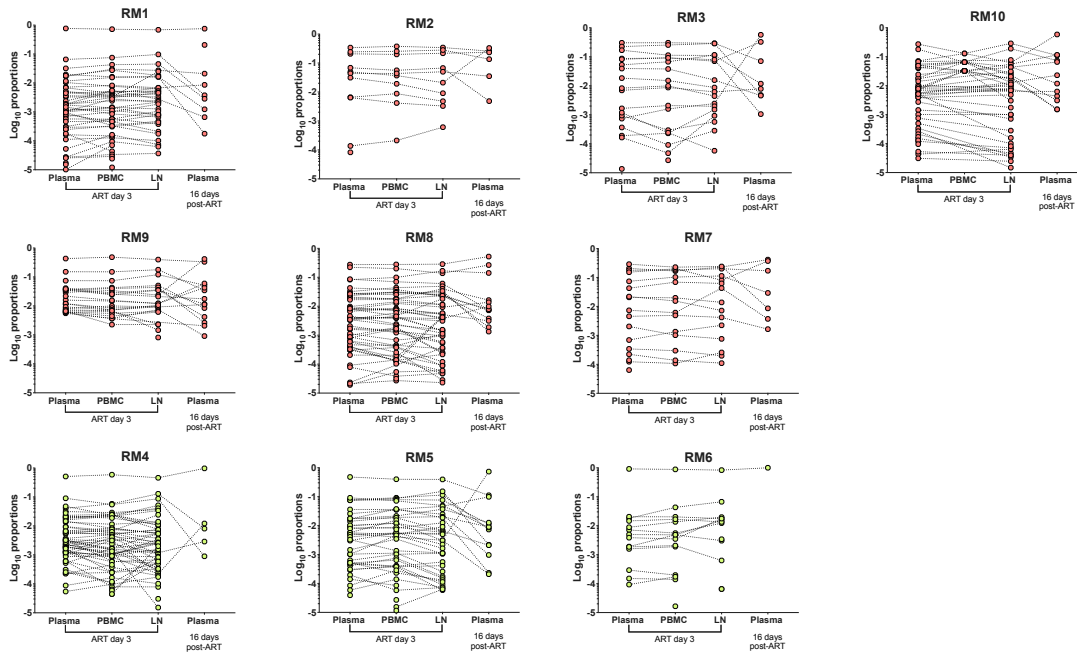 RM1
Log10 proportions
0
-1
-2
-3
-4
-5
Plasma PBMC LN Plasma
ART day 3
16 days
post-ART
RM2
Log10 proportions
0
-1
-2
-3
-4
-5
Plasma PBMC LN Plasma
ART day 3
16 days
post-ART
RM3
Log10 proportions
0
-1
-2
-3
-4
-5
Plasma PBMC LN Plasma
ART day 3
16 days
post-ART
RM10
Log10 proportions
0
-1
-2
-3
-4
-5
Plasma PBMC LN Plasma
ART day 3
16 days
post-ART
RM9
Log10 proportions
0
-1
-2
-3
-4
-5
Plasma PBMC LN Plasma
ART day 3
16 days
post-ART
RM8
Log10 proportions
0
-1
-2
-3
-4
-5
Plasma PBMC LN Plasma
ART day 3
16 days
post-ART
RM7
Log10 proportions
0
-1
-2
-3
-4
-5
Plasma PBMC LN Plasma
ART day 3
16 days
post-ART
RM4
Log10 proportions
0
-1
-2
-3
-4
-5
Plasma PBMC LN Plasma
ART day 3
16 days
post-ART
RM5
Log10 proportions
0
-1
-2
-3
-4
-5
Plasma PBMC LN Plasma
ART day 3
16 days
post-ART
RM6
Log10 proportions
0
-1
-2
-3
-4
-5
Plasma PBMC LN Plasma
ART day 3
16 days
post-ART